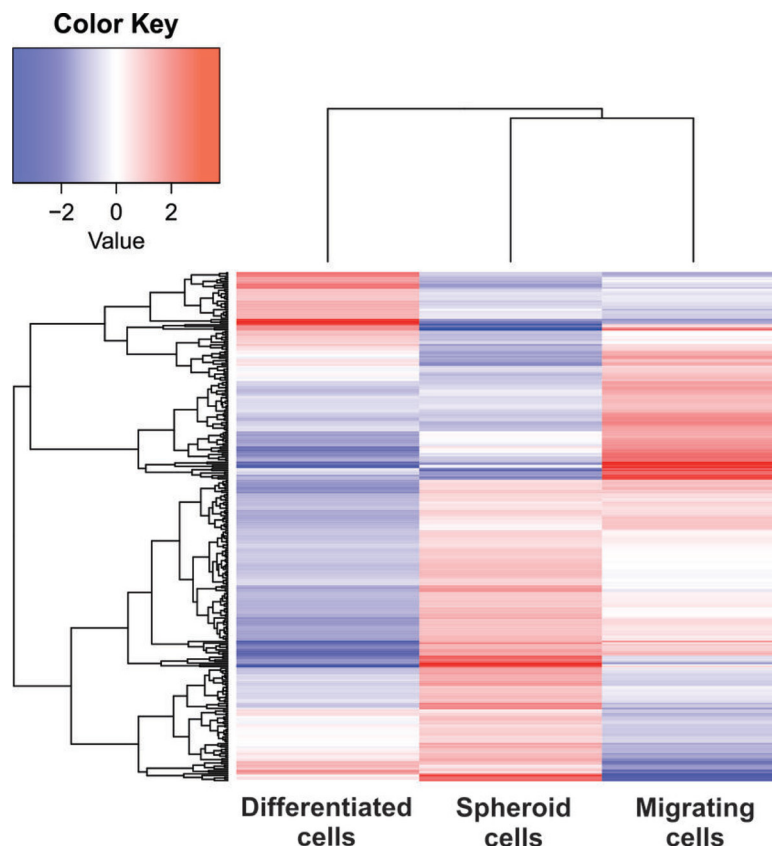 Color Key
−2 0 2
Value
Differentiated cells
Spheroid cells
Migrating cells